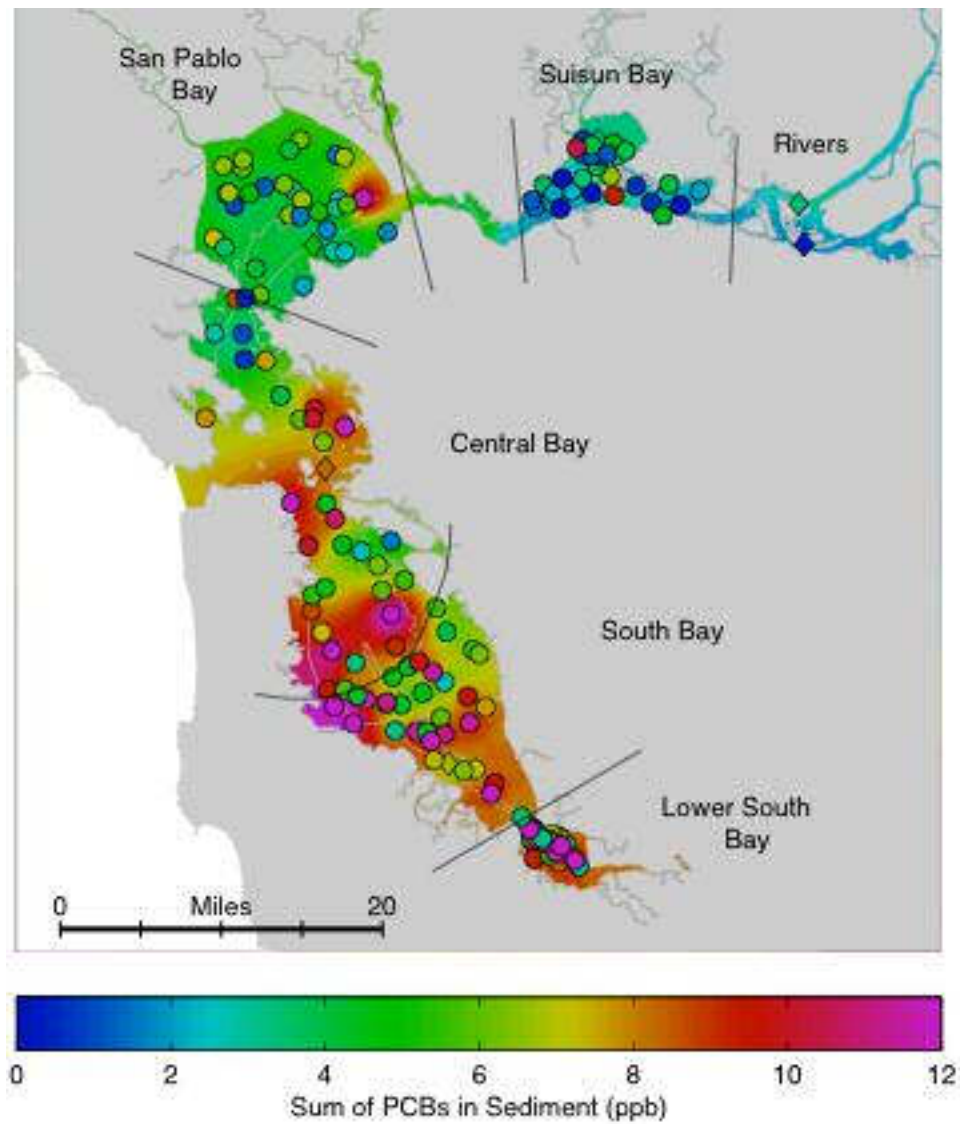 San Pablo
Bay
Suisun Bay
Rivers
Central Bay
South Bay
Lower South
Bay
0 Miles 20
0 2 4 6 8 10 12
Sum of PCBs in Sediment (ppb)